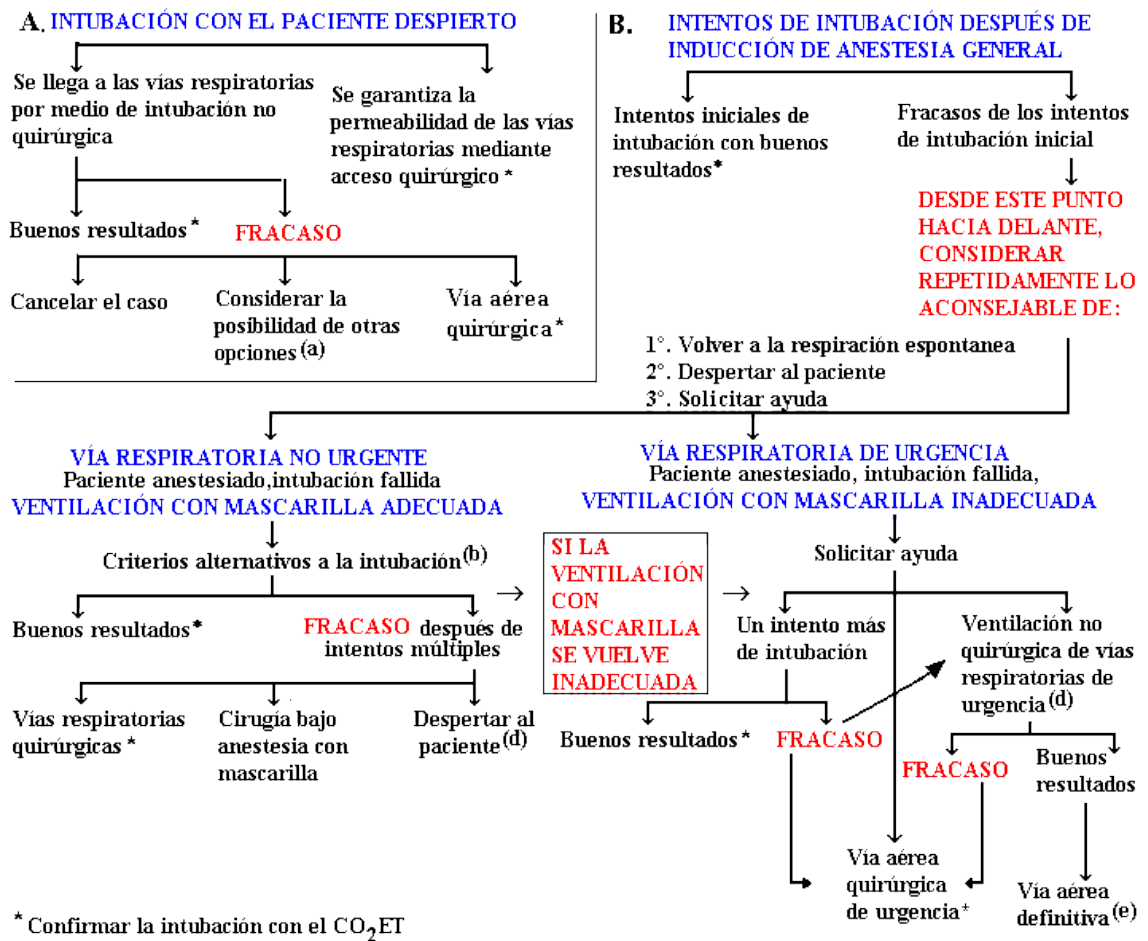 A. INTUBACIÓN CON EL PACIENTE DESPIERTO
Se llega a las vías respiratorias
por medio de intubación no
quirúrgica
Se garantiza la
permeabilidad de las vías
respiratorias mediante
acceso quirúrgico *
Buenos resultados *
FRACASO
Cancelar el caso
Considerar la
posibilidad de otras
opciones (a)
Vía aérea
quirúrgica *
B. INTENTOS DE INTUBACIÓN DESPUÉS DE
INDUCCIÓN DE ANESTESIA GENERAL
Intentos iniciales de
intubación con buenos
resultados *
Fracasos de los intentos
de intubación inicial
DESDE ESTE PUNTO
HACIA DELANTE,
CONSIDERAR
REPETIDAMENTE LO
ACONSEJABLE DE:
1°. Volver a la respiración espontanea
2°. Despertar al paciente
3°. Solicitar ayuda
VÍA RESPIRATORIA NO URGENTE
Paciente anestesiado,intubación fallida
VENTILACIÓN CON MASCARILLA ADECUADA
Criterios alternativos a la intubación (b)
Buenos resultados *
FRACASO después de
intentos múltiples
Vías respiratorias
quirúrgicas *
Cirugía bajo
anestesia con
mascarilla
Despertar al
paciente (d)
SI LA
VENTILACIÓN
CON
MASCARILLA
SE VUELVE
INADECUADA
VÍA RESPIRATORIA DE URGENCIA
Paciente anestesiado, intubación fallida,
VENTILACIÓN CON MASCARILLA INADECUADA
Solicitar ayuda
Un intento más
de intubación
Ventilación no
quirúrgica de vías
respiratorias de
urgencia (d)
Buenos resultados *
FRACASO
FRACASO
Buenos
resultados
Vía aérea
quirúrgica
de urgencia +
Vía aérea
definitiva (e)
* Confirmar la intubación con el CO2ET